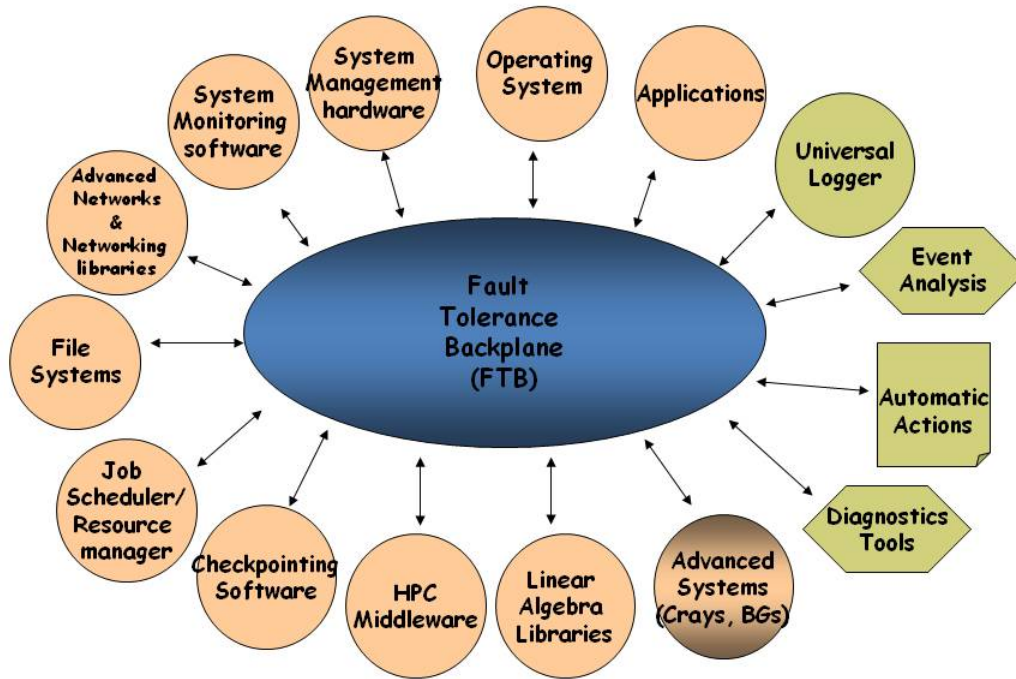 System
Management
hardware
Operating
System
Applications
System
Monitoring
software
Universal
Logger
Advanced
Networks
&
Networking
libraries
Event
Analysis
Fault
Tolerance
Backplane
(FTB)
File
Systems
Automatic
Actions
Job
Scheduler/
Resource
manager
Diagnostics
Tools
Checkpointing
Software
HPC
Middleware
Linear
Algebra
Libraries
Advanced
Systems
(Crays, BGs)